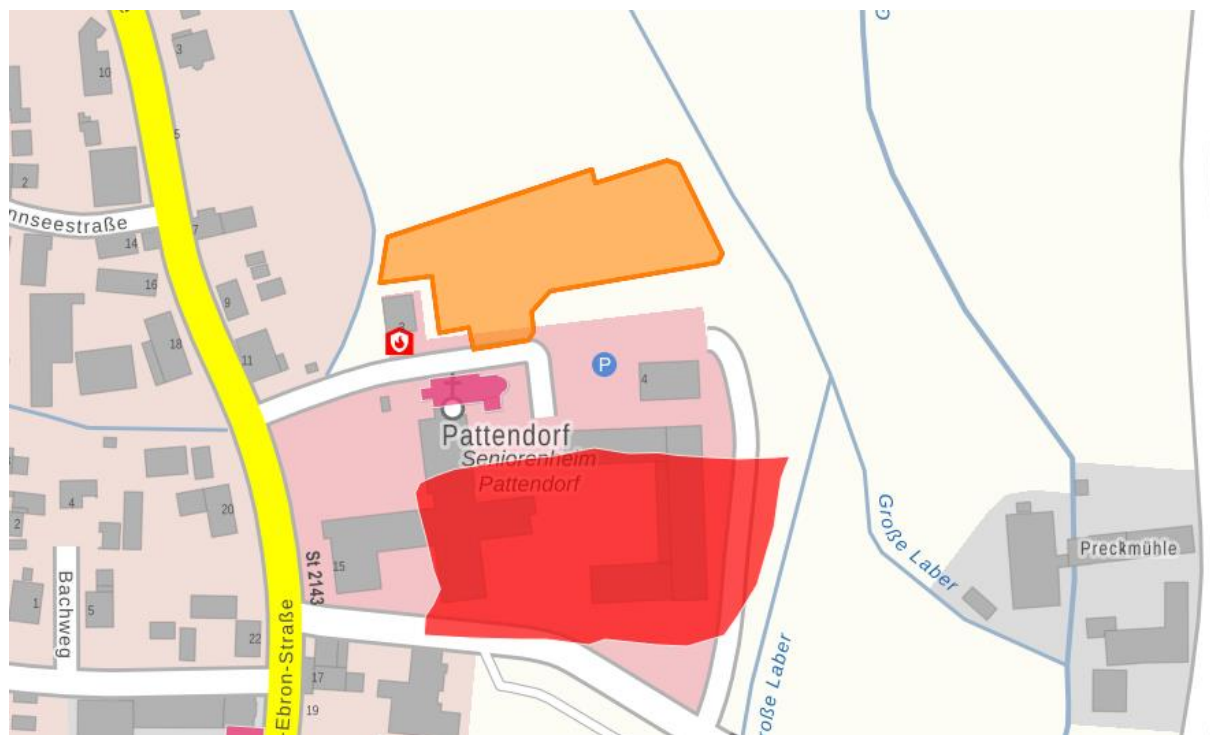 10
3
5
2
nnseestraße
14
7
16
9
18
11
2
P
4
Pattendorf
Seniorenheim
Pattendorf
4
2
20
15
St 2143
Bachweg
1
5
22
17
19
-Ebron-Straße
Große Laber
roße Laber
Preckmühle
G